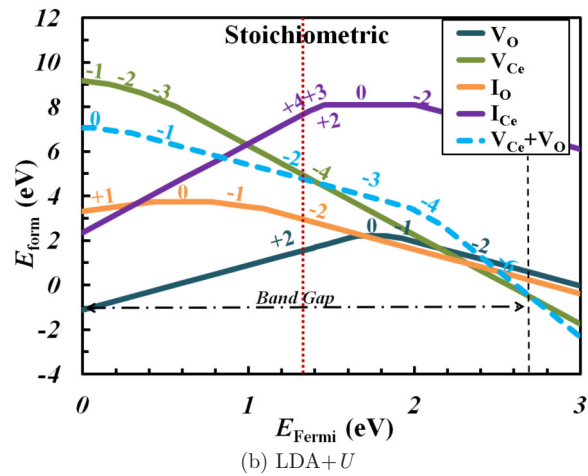 Stoichiometric
12
10
8
6
4
2
0
-2
-4
E_form (eV)
V_O
V_Ce
I_O
I_Ce
V_Ce+V_O
-1 -2 -3
+4+3 0 -2
+2
0 -1 -2 -4 -3 -4
+1 0 -1 -2
+2 0 -1 -2
Band Gap
0 1 2 3
E_Fermi (eV)
(b) LDA+U